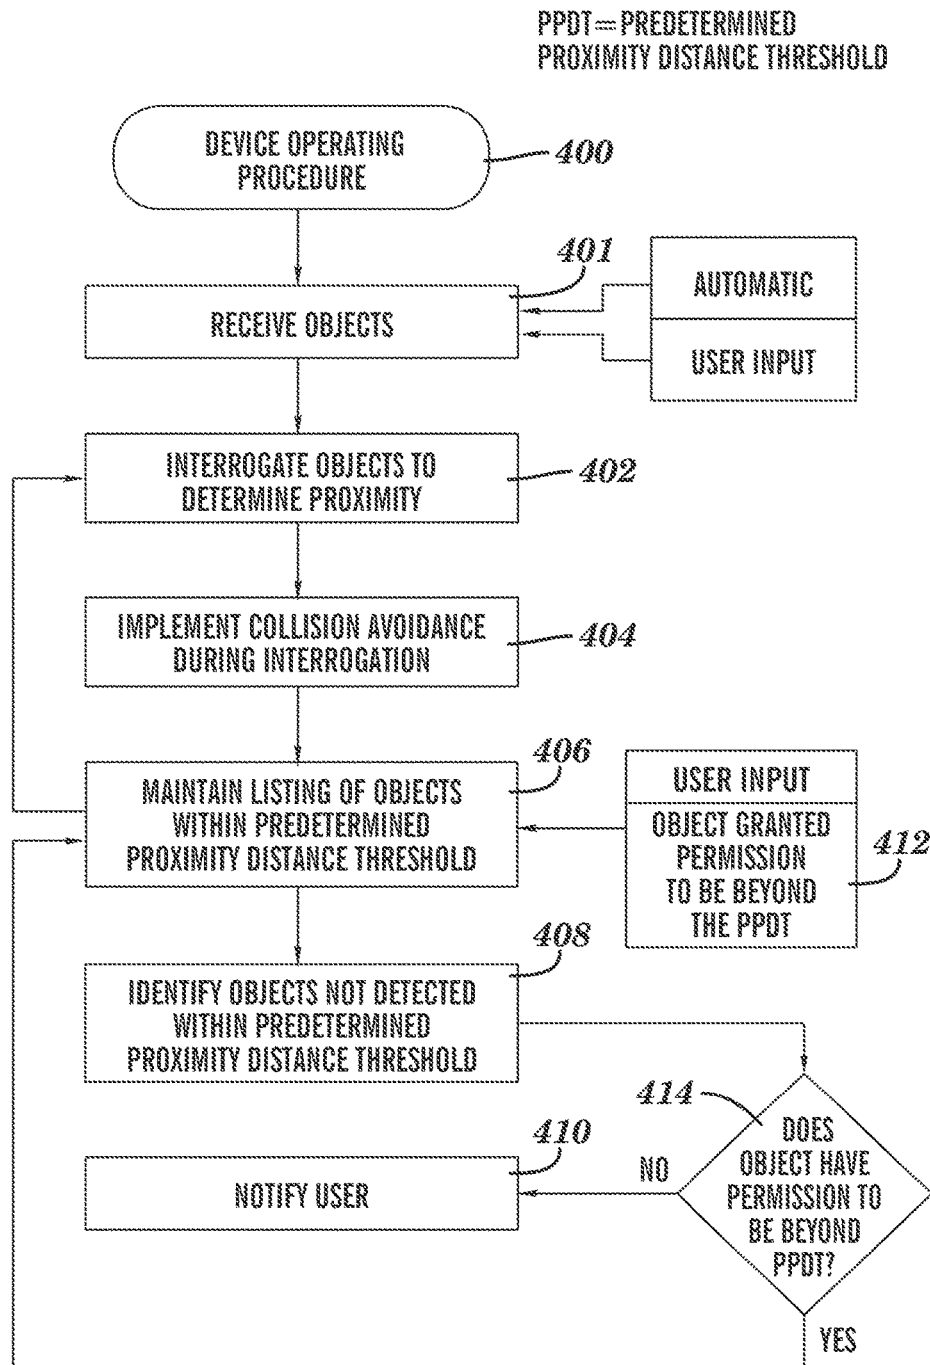 PPDT=PREDETERMINED
PROXIMITY DISTANCE THRESHOLD
DEVICE OPERATING
PROCEDURE
400
401
RECEIVE OBJECTS
AUTOMATIC
USER INPUT
INTERROGATE OBJECTS TO
DETERMINE PROXIMITY
402
IMPLEMENT COLLISION AVOIDANCE
DURING INTERROGATION
404
406
MAINTAIN LISTING OF OBJECTS
WITHIN PREDETERMINED
PROXIMITY DISTANCE THRESHOLD
USER INPUT
OBJECT GRANTED
PERMISSION
TO BE BEYOND
THE PPDT
412
408
IDENTIFY OBJECTS NOT DETECTED
WITHIN PREDETERMINED
PROXIMITY DISTANCE THRESHOLD
414
DOES
OBJECT HAVE
PERMISSION TO
BE BEYOND
PPDT?
NO
410
NOTIFY USER
YES